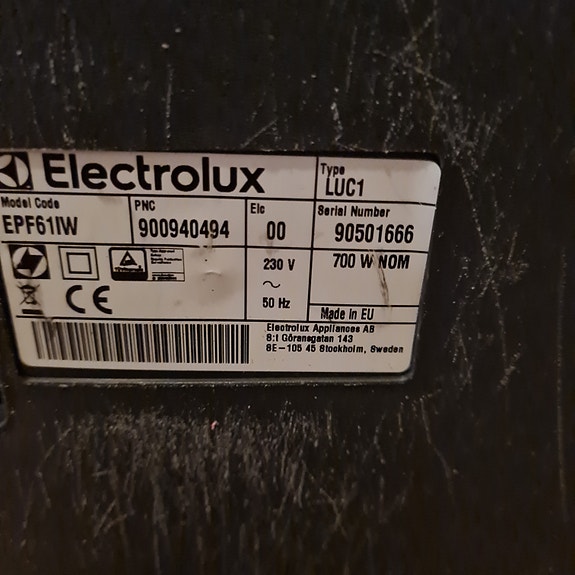 Electrolux
Type
LUC1
Model Code
EPF61IW
PNC
900940494
Elc
00
Serial Number
90501666
230 V
~
50 Hz
700 W NOM
CE
Made in EU
Electrolux Appliances AB
S:t Göransgatan 143
SE-105 45 Stockholm, Sweden